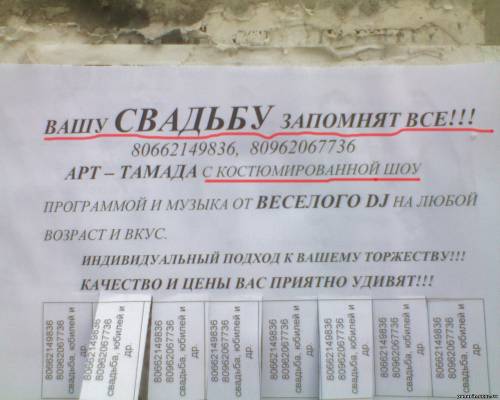 ВАШУ СВАДЬБУ ЗАПОМНЯТ ВСЕ!!!
80662149836, 80962067736
АРТ – ТАМАДА С КОСТЮМИРОВАННОЙ ШОУ
ПРОГРАММОЙ И МУЗЫКА ОТ ВЕСЕЛОГО DJ НА ЛЮБОЙ
ВОЗРАСТ И ВКУС.
ИНДИВИДУАЛЬНЫЙ ПОДХОД К ВАШЕМУ ТОРЖЕСТВУ!!!
КАЧЕСТВО И ЦЕНЫ ВАС ПРИЯТНО УДИВЯТ!!!
80662149836
80962067736
свадьба, юбилей и
др.
80662149836
80962067736
свадьба, юбилей и
др.
80662149836
80962067736
свадьба, юбилей и
др.
80662149836
80962067736
свадьба, юбилей и
др.
80662149836
80962067736
свадьба, юбилей и
др.
80662149836
80962067736
свадьба, юбилей и
др.
80662149836
80962067736
свадьба, юбилей и
др.